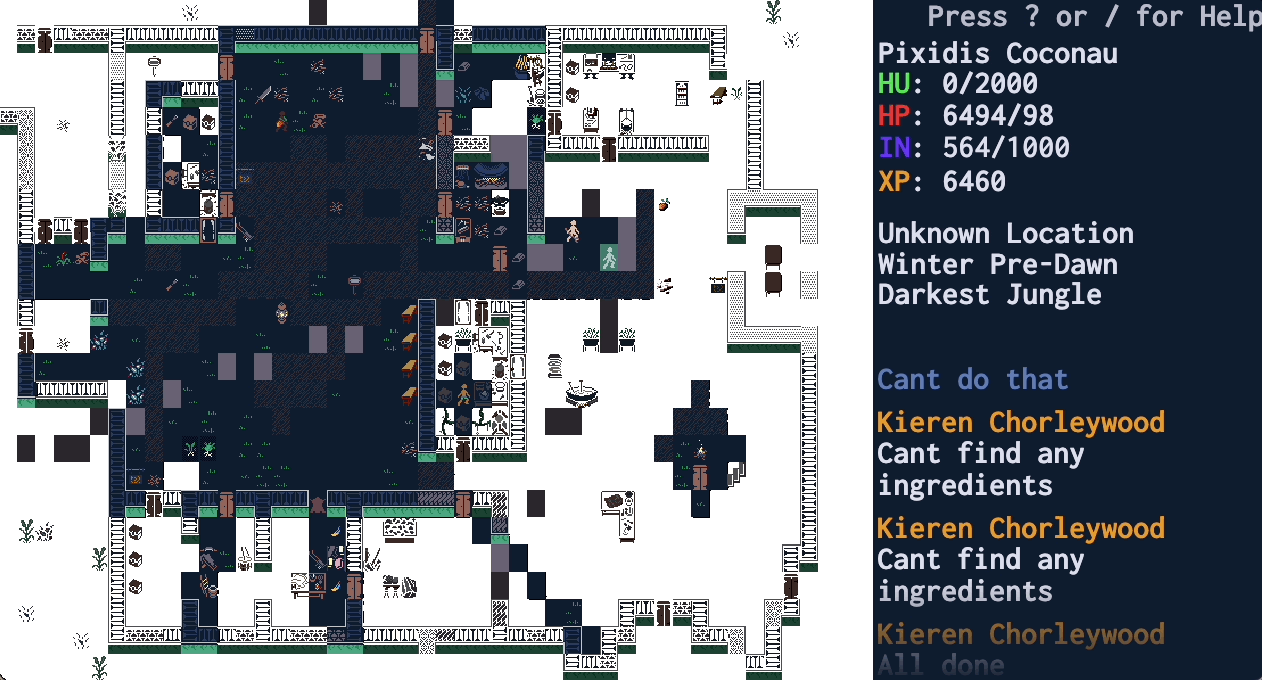 Press ? or / for Help
Pixidis Coconau
HU: 0/2000
HP: 6494/98
IN: 564/1000
XP: 6460
Unknown Location
Winter Pre-Dawn
Darkest Jungle
Cant do that
Kieren Chorleywood
Cant find any
ingredients
Kieren Chorleywood
Cant find any
ingredients
Kieren Chorleywood
All done